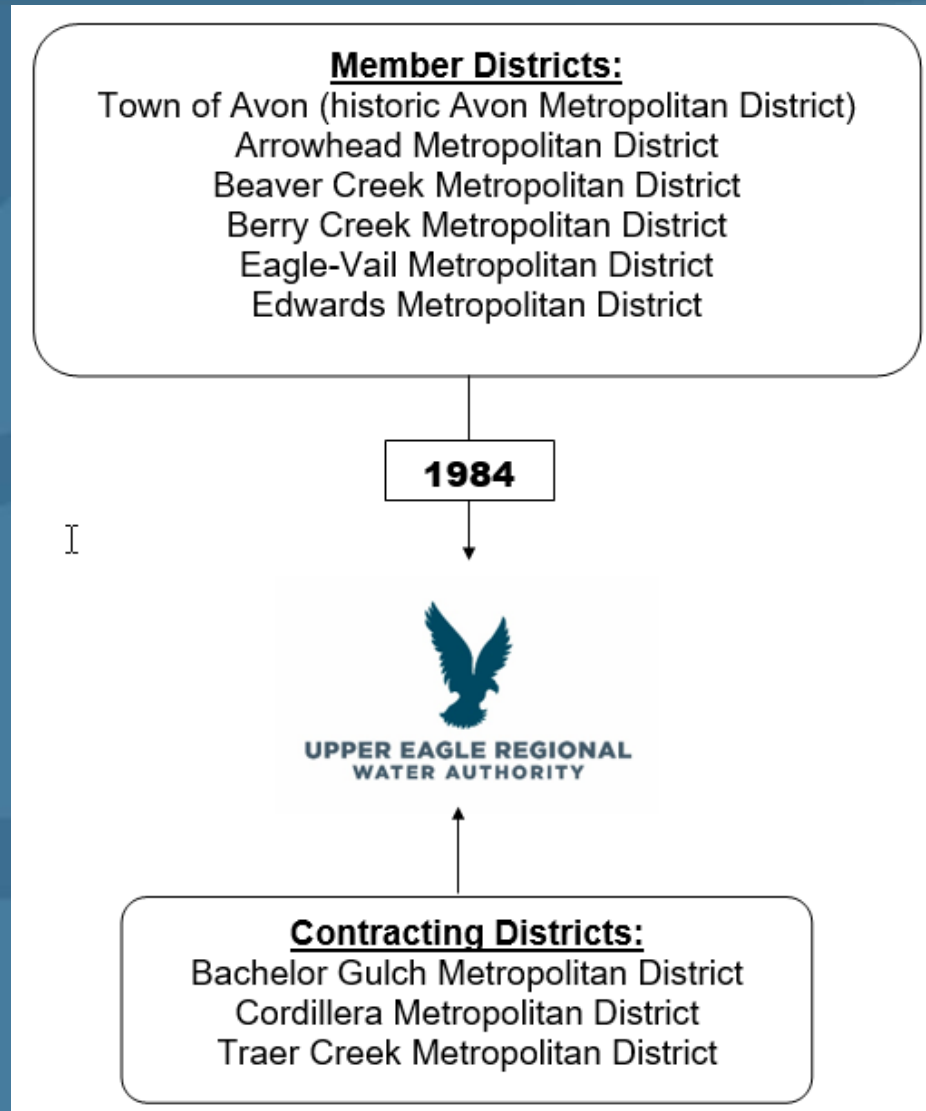 Member Districts:
Town of Avon (historic Avon Metropolitan District)
Arrowhead Metropolitan District
Beaver Creek Metropolitan District
Berry Creek Metropolitan District
Eagle-Vail Metropolitan District
Edwards Metropolitan District
1984
UPPER EAGLE REGIONAL
WATER AUTHORITY
Contracting Districts:
Bachelor Gulch Metropolitan District
Cordillera Metropolitan District
Traer Creek Metropolitan District